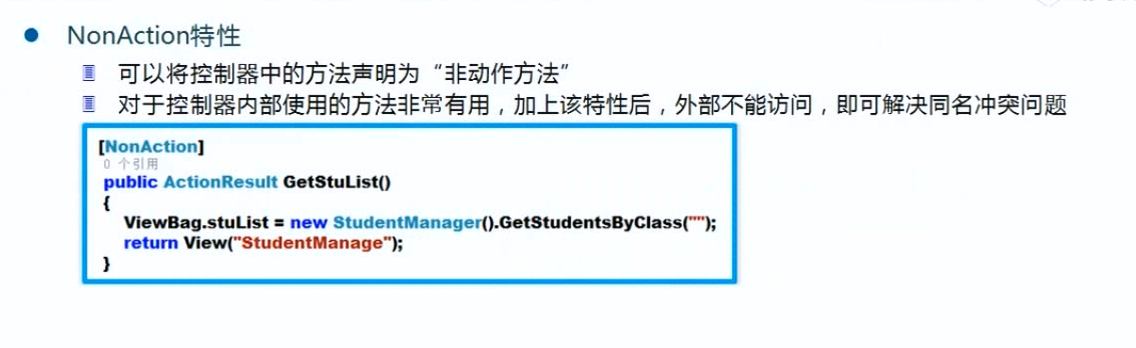 NonAction特性
可以将控制器中的方法声明为“非动作方法”
对于控制器内部使用的方法非常有用，加上该特性后，外部不能访问，即可解决同名冲突问题
[NonAction]
0 个引用
public ActionResult GetStuList()
{
ViewBag.stuList = new StudentManager().GetStudentsByClass("");
return View("StudentManage");
}